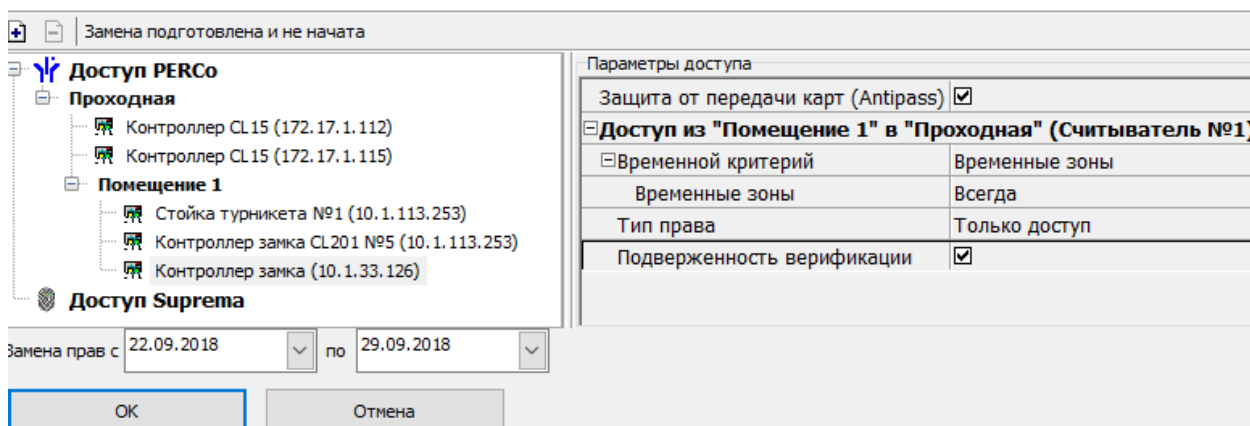 Замена подготовлена и не начата
Доступ PERCo
Проходная
Контроллер CL15 (172.17.1.112)
Контроллер CL15 (172.17.1.115)
Помещение 1
Стойка турникета №1 (10.1.113.253)
Контроллер замка CL201 №5 (10.1.113.253)
Контроллер замка (10.1.33.126)
Доступ Suprema
Параметры доступа
Защита от передачи карт (Antipass)
Доступ из "Помещение 1" в "Проходная" (Считыватель №1)
Временной критерий Временные зоны
Временные зоны Всегда
Тип права Только доступ
Подверженность верификации
Замена прав с 22.09.2018 по 29.09.2018
OK Отмена